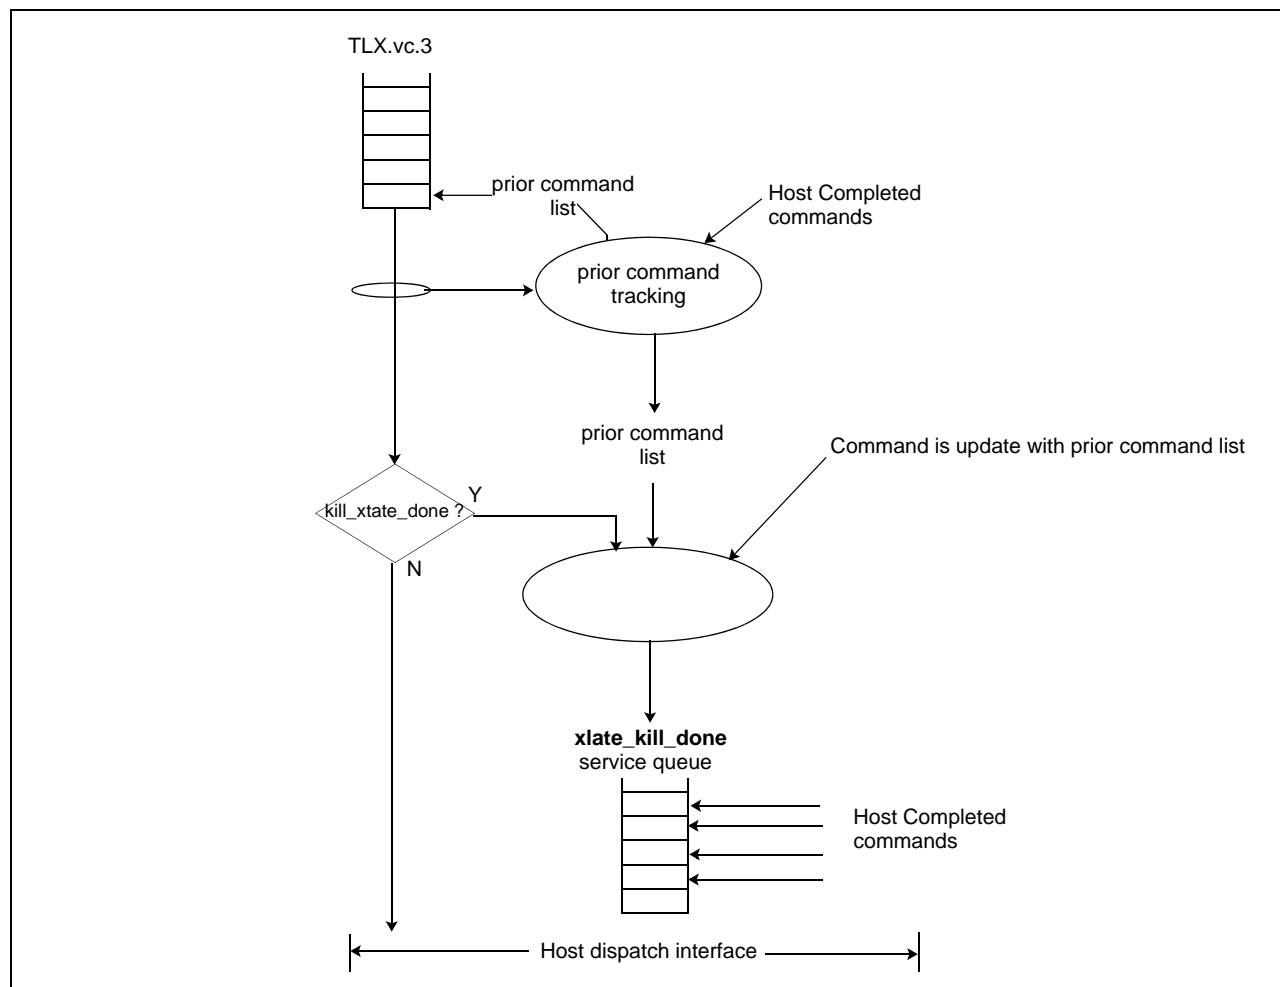 TLX.vc.3
prior command
list
Host Completed
commands
prior command
tracking
prior command
list
Command is update with prior command list
kill_xtate_done ?
Y
N
xlate_kill_done
service queue
Host Completed
commands
Host dispatch interface